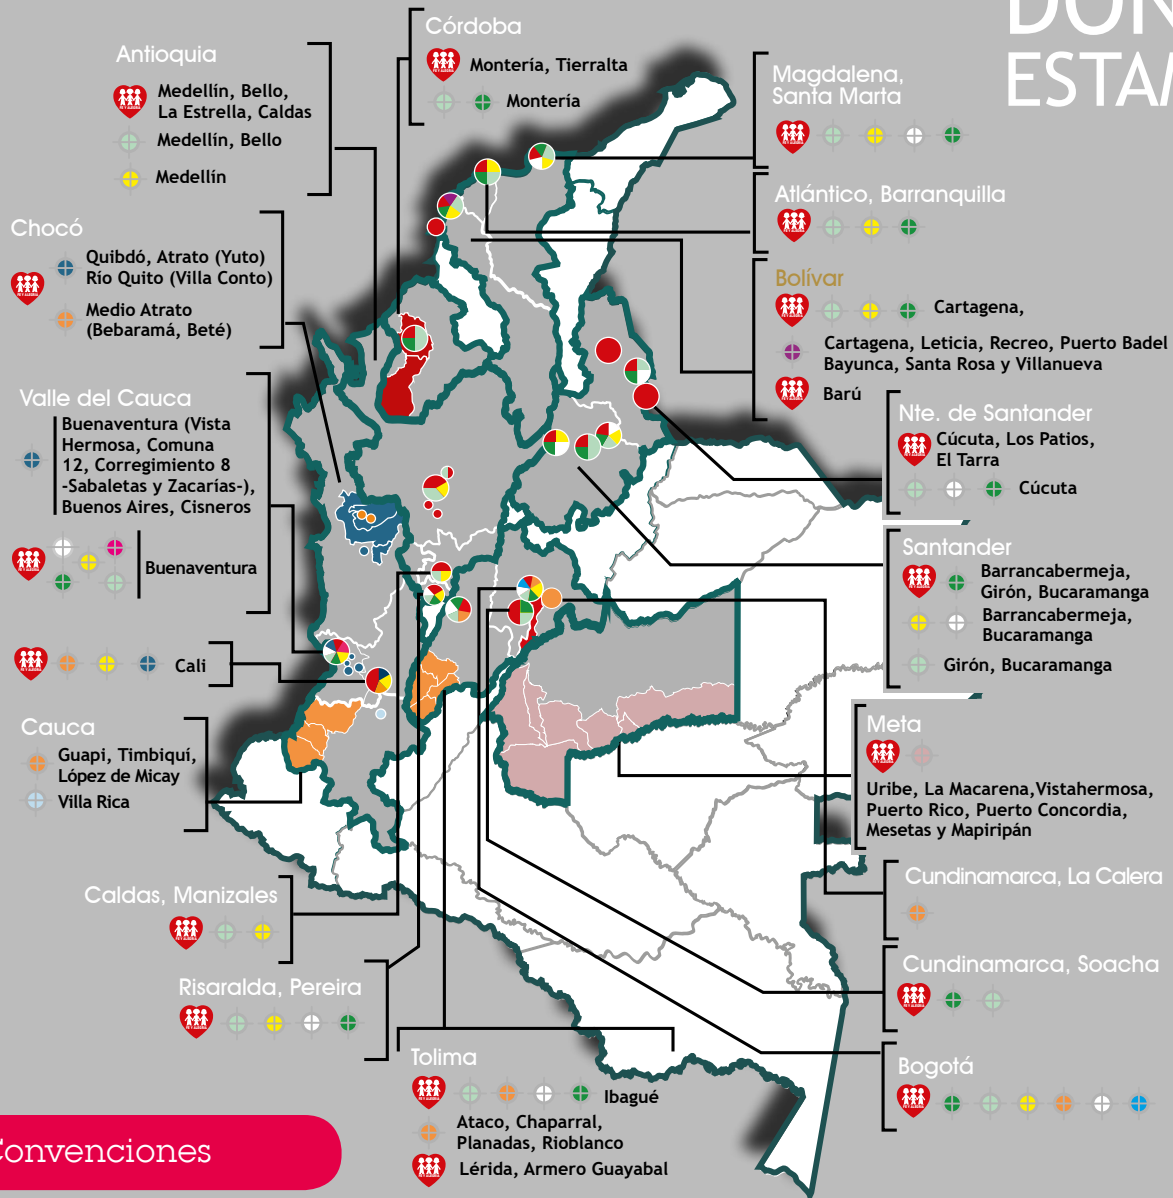 DON
ESTAM
Antioquia
Medellín, Bello,
La Estrella, Caldas
Medellín, Bello
Medellín
Córdoba
Montería, Tierralta
Montería
Magdalena,
Santa Marta
Atlántico, Barranquilla
Bolívar
Cartagena,
Cartagena, Leticia, Recreo, Puerto Badel
Bayunca, Santa Rosa y Villanueva
Barú
Chocó
Quibdó, Atrato (Yuto)
Río Quito (Villa Conto)
Medio Atrato
(Bebaramá, Beté)
Valle del Cauca
Buenaventura (Vista
Hermosa, Comuna
12, Corregimiento 8
-Sabaletas y Zacarías-),
Buenos Aires, Cisneros
Buenaventura
Cali
Nte. de Santander
Cúcuta, Los Patios,
El Tarra
Cúcuta
Santander
Barrancabermeja,
Girón, Bucaramanga
Barrancabermeja,
Bucaramanga
Girón, Bucaramanga
Cauca
Guapi, Timbiquí,
López de Micay
Villa Rica
Meta
Uribe, La Macarena,Vistahermosa,
Puerto Rico, Puerto Concordia,
Mesetas y Mapiripán
Caldas, Manizales
Cundinamarca, La Calera
Risaralda, Pereira
Cundinamarca, Soacha
Tolima
Ibagué
Ataco, Chaparral,
Planadas, Rioblanco
Lérida, Armero Guayabal
Bogotá
Convenciones